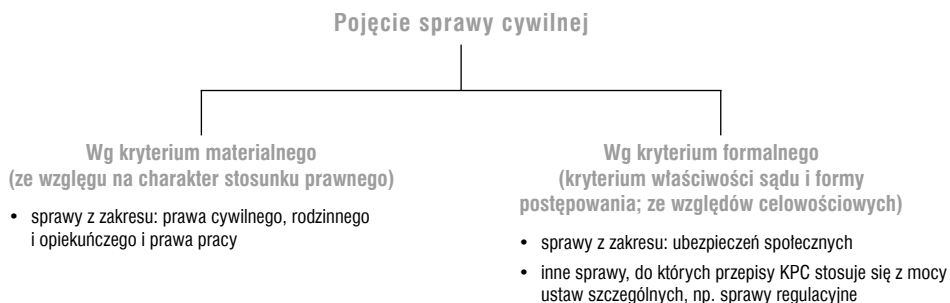 Pojęcie sprawy cywilnej
Wg kryterium materialnego
(ze względu na charakter stosunku prawnego)
• sprawy z zakresu: prawa cywilnego, rodzinnego
i opiekuńczego i prawa pracy
Wg kryterium formalnego
(kryterium właściwości sądu i formy
postępowania; ze względów celowościowych)
• sprawy z zakresu: ubezpieczeń społecznych
• inne sprawy, do których przepisy KPC stosuje się z mocy
ustaw szczególnych, np. sprawy regulacyjne